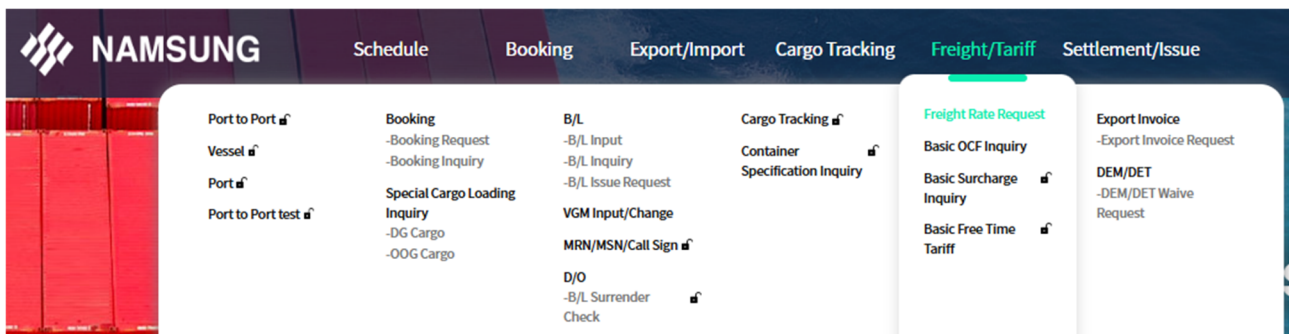 NAMSUNG
Schedule
Booking
Export/Import
Cargo Tracking
Freight/Tariff
Settlement/Issue
Port to Port
Vessel
Port
Port to Port test
Booking
-Booking Request
-Booking Inquiry
Special Cargo Loading
Inquiry
-DG Cargo
-OOG Cargo
B/L
-B/L Input
-B/L Inquiry
-B/L Issue Request
VGM Input/Change
MRN/MSN/Call Sign
D/O
-B/L Surrender
Check
Cargo Tracking
Container
Specification Inquiry
Freight Rate Request
Basic OCF Inquiry
Basic Surcharge
Inquiry
Basic Free Time
Tariff
Export Invoice
-Export Invoice Request
DEM/DET
-DEM/DET Waive
Request